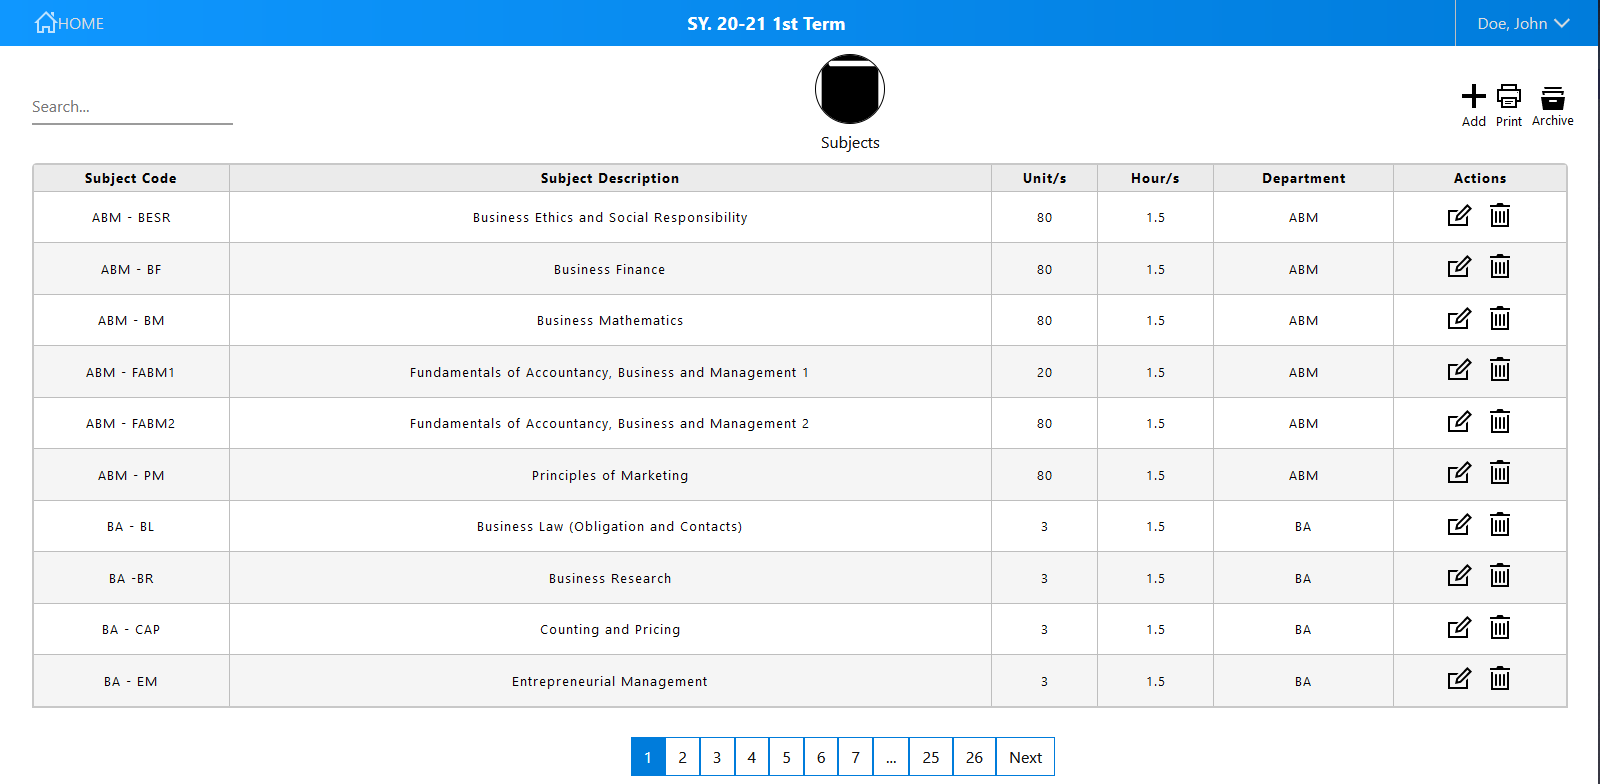 HOME SY. 20-21 1st Term Doe, John
Search...
Subjects
Add Print Archive
Subject Code Subject Description Unit/s Hour/s Department Actions
ABM - BESR Business Ethics and Social Responsibility 80 1.5 ABM
ABM - BF Business Finance 80 1.5 ABM
ABM - BM Business Mathematics 80 1.5 ABM
ABM - FABM1 Fundamentals of Accountancy, Business and Management 1 20 1.5 ABM
ABM - FABM2 Fundamentals of Accountancy, Business and Management 2 80 1.5 ABM
ABM - PM Principles of Marketing 80 1.5 ABM
BA - BL Business Law (Obligation and Contacts) 3 1.5 BA
BA -BR Business Research 3 1.5 BA
BA - CAP Counting and Pricing 3 1.5 BA
BA - EM Entrepreneurial Management 3 1.5 BA
1 2 3 4 5 6 7 ... 25 26 Next